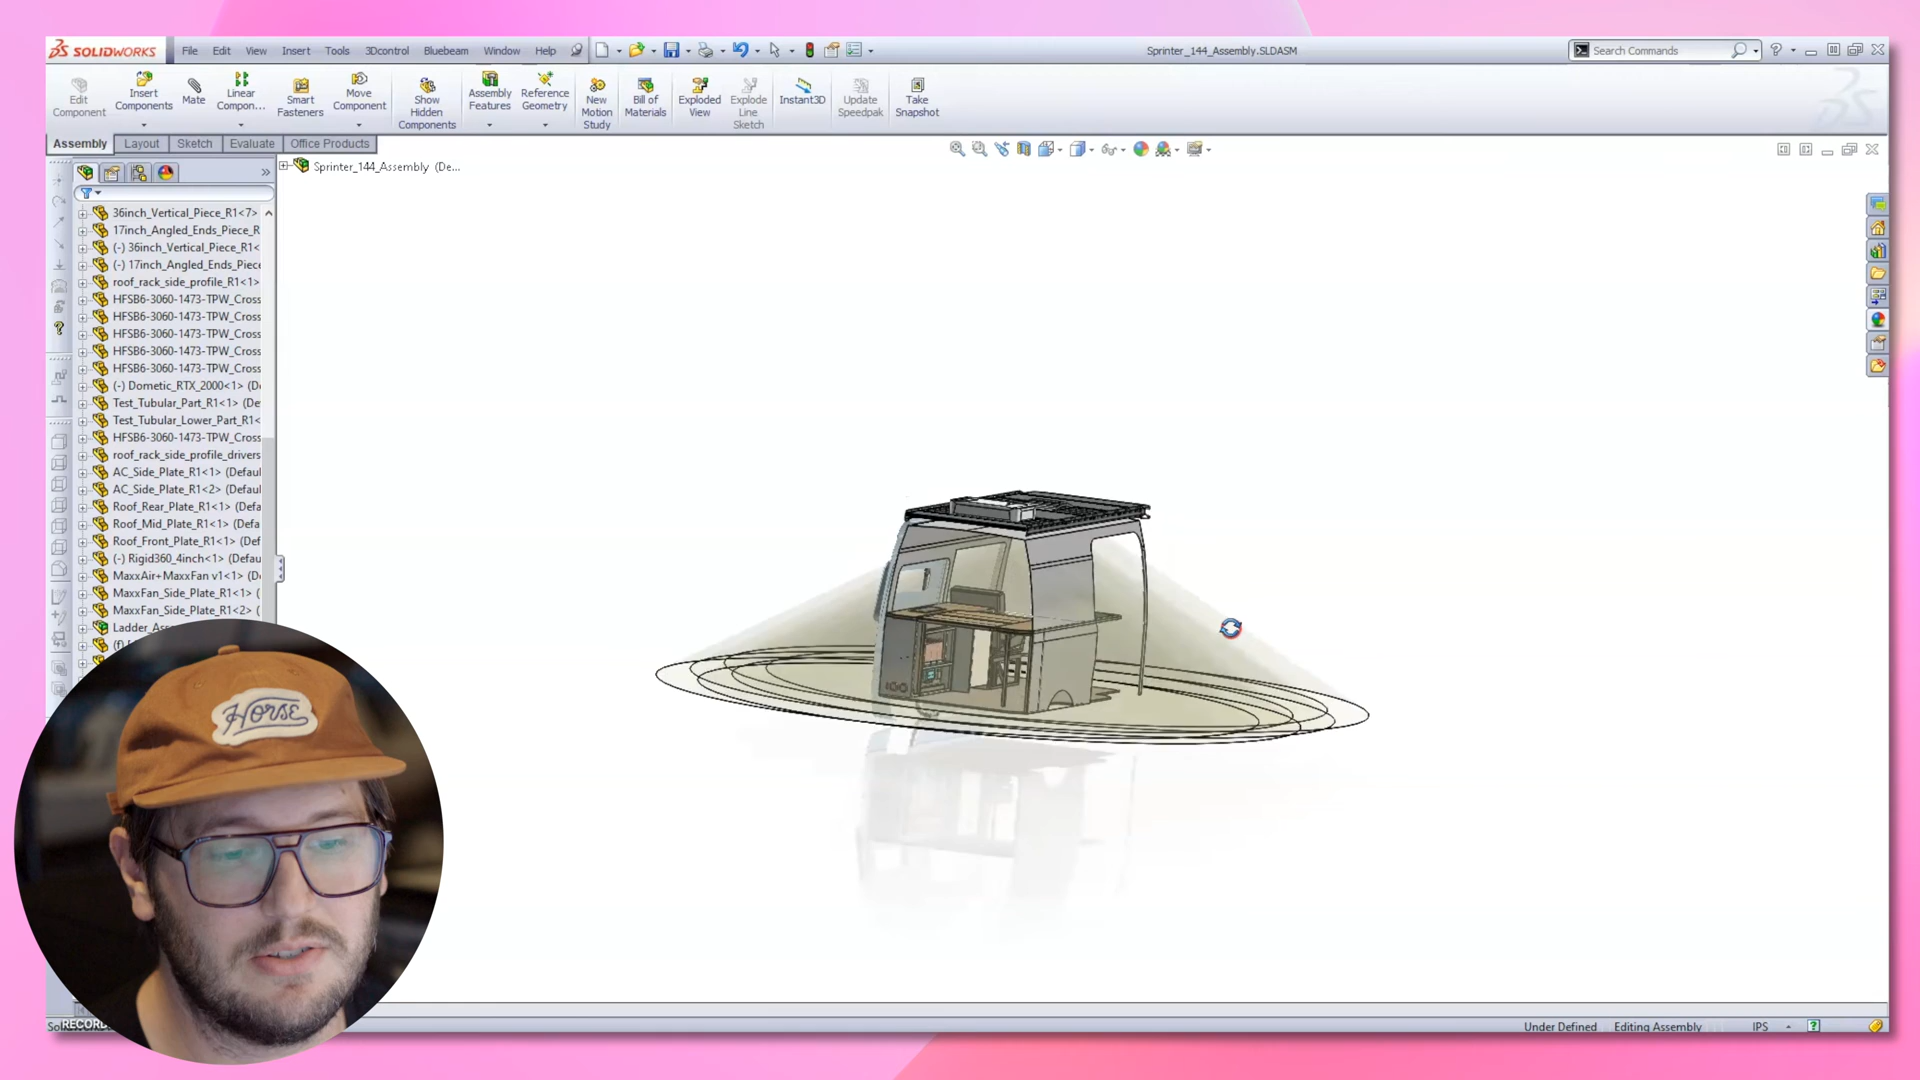 SOLIDWORKS File Edit View Insert Tools 3Dcontrol Bluebeam Window Help Sprinter_144_Assembly.SLDASM Search Commands
Edit Component
Insert Components
Mate
Linear Compon...
Smart Fasteners
Move Component
Show Hidden Components
Assembly Features
Reference Geometry
New Motion Study
Bill of Materials
Exploded View
Explode Line Sketch
Instant3D
Update Speedpak
Take Snapshot
Assembly Layout Sketch Evaluate Office Products
Sprinter_144_Assembly (De...
36inch_Vertical_Piece_R1<7>
17inch_Angled_Ends_Piece_R
(-) 36inch_Vertical_Piece_R1<
(-) 17inch_Angled_Ends_Piece
roof_rack_side_profile_R1<1>
HFSB6-3060-1473-TPW_Cross
HFSB6-3060-1473-TPW_Cross
HFSB6-3060-1473-TPW_Cross
HFSB6-3060-1473-TPW_Cross
HFSB6-3060-1473-TPW_Cross
(-) Dometic_RTX_2000<1> (De
Test_Tubular_Part_R1<1> (De
Test_Tubular_Lower_Part_R1<
HFSB6-3060-1473-TPW_Cross
roof_rack_side_profile_drivers
AC_Side_Plate_R1<1> (Defaul
AC_Side_Plate_R1<2> (Defaul
Roof_Rear_Plate_R1<1> (Defa
Roof_Mid_Plate_R1<1> (Defa
Roof_Front_Plate_R1<1> (Def
(-) Rigid360_4inch<1> (Defau
MaxxAir+MaxxFan v1<1> (D
MaxxFan_Side_Plate_R1<1> (
MaxxFan_Side_Plate_R1<2> (
Ladder_Ass
(f)
Horse
RECORD
Under Defined Editing Assembly IPS